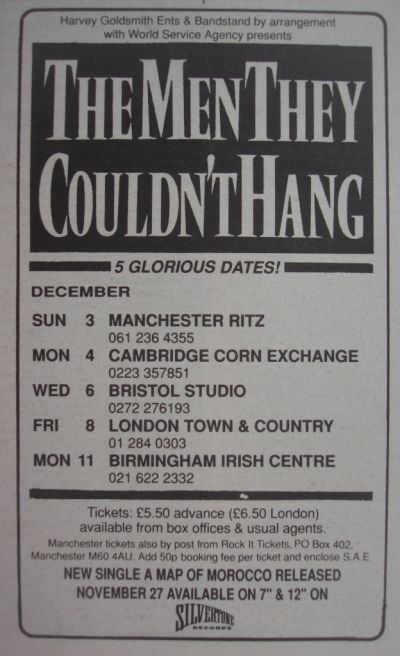 Harvey Goldsmith Ents & Bandstand by arrangement
with World Service Agency presents
THE MEN THEY
COULDN'T HANG
5 GLORIOUS DATES!
DECEMBER
SUN 3 MANCHESTER RITZ
061 236 4355
MON 4 CAMBRIDGE CORN EXCHANGE
0223 357851
WED 6 BRISTOL STUDIO
0272 276193
FRI 8 LONDON TOWN & COUNTRY
01 284 0303
MON 11 BIRMINGHAM IRISH CENTRE
021 622 2332
Tickets: £5.50 advance (£6.50 London)
available from box offices & usual agents.
Manchester tickets also by post from Rock It Tickets, PO Box 402,
Manchester M60 4AU. Add 50p booking fee per ticket and enclose S.A.E.
NEW SINGLE A MAP OF MOROCCO RELEASED
NOVEMBER 27 AVAILABLE ON 7" & 12" ON
SILVERTONE
RECORDS